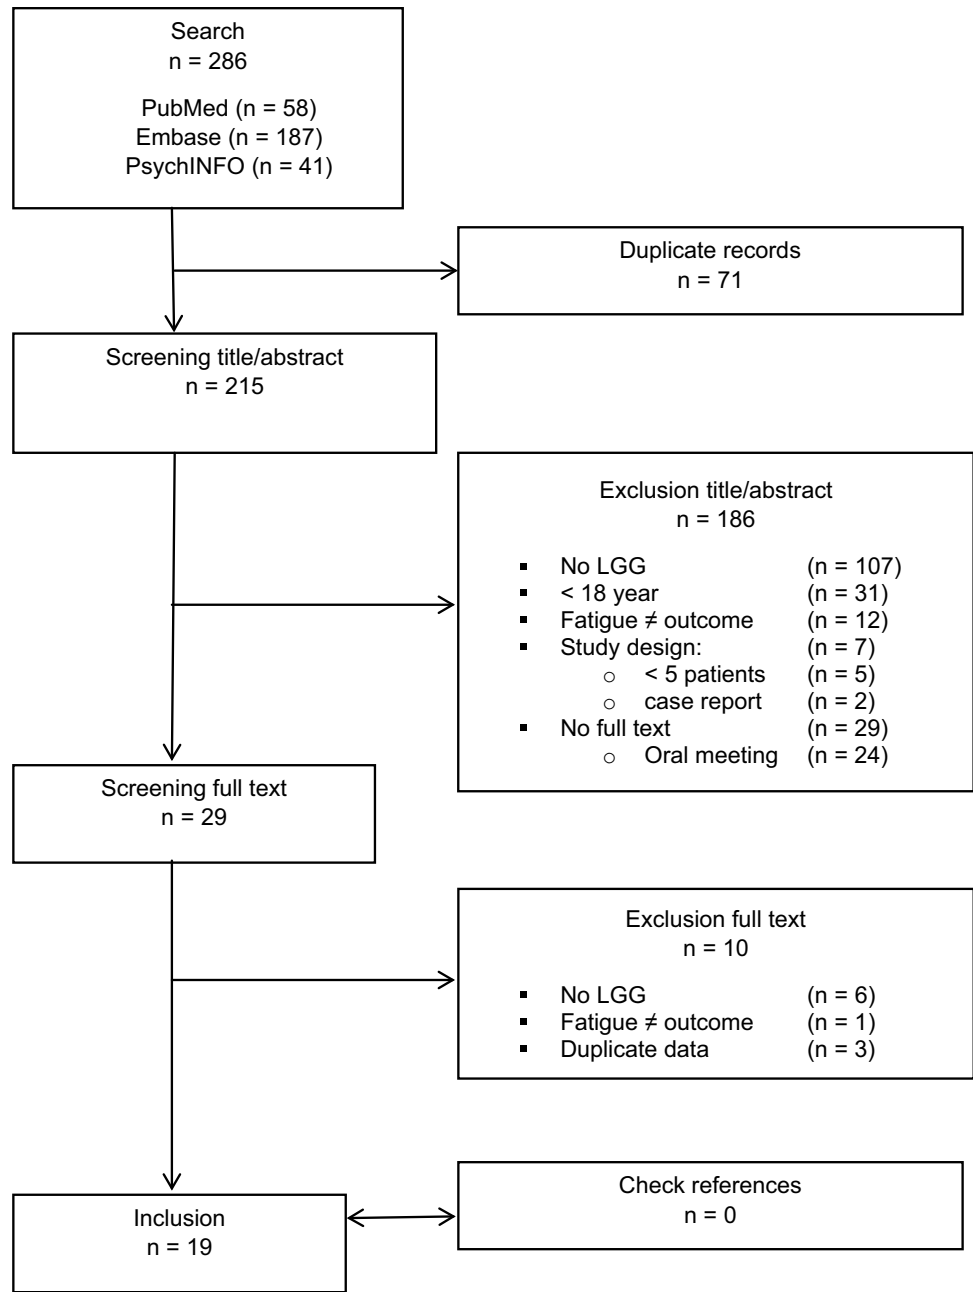 Search
n = 286
PubMed (n = 58)
Embase (n = 187)
PsychINFO (n = 41)
Duplicate records
n = 71
Screening title/abstract
n = 215
Exclusion title/abstract
n = 186
▪ No LGG (n = 107)
▪ < 18 year (n = 31)
▪ Fatigue ≠ outcome (n = 12)
▪ Study design: (n = 7)
o < 5 patients (n = 5)
o case report (n = 2)
▪ No full text (n = 29)
o Oral meeting (n = 24)
Screening full text
n = 29
Exclusion full text
n = 10
▪ No LGG (n = 6)
▪ Fatigue ≠ outcome (n = 1)
▪ Duplicate data (n = 3)
Check references
n = 0
Inclusion
n = 19